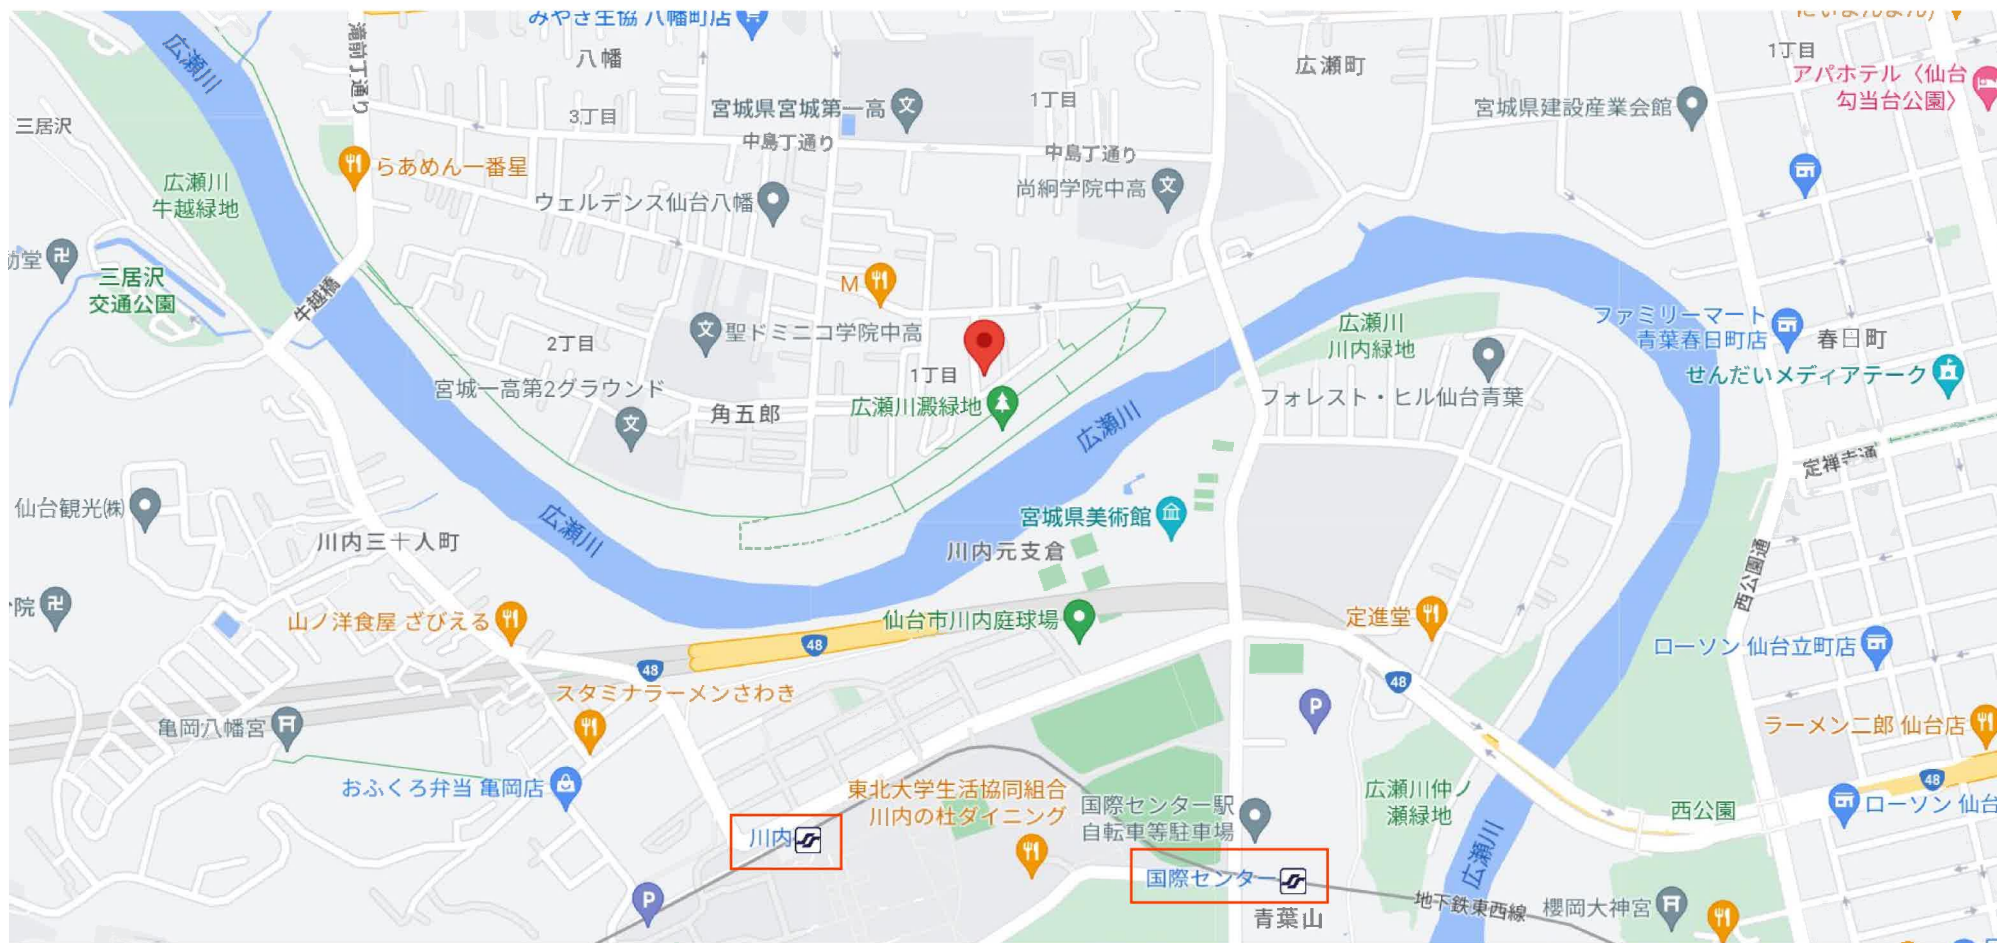 みやぎ生協 八幡町店
広瀬川
滝前丁通り
八幡
広瀬町
1丁目
アパホテル〈仙台
勾当台公園〉
三居沢
3丁目
宮城県宮城第一高
1丁目
宮城県建設産業会館
中島丁通り
中島丁通り
らあめん一番星
広瀬川
牛越緑地
ウェルデンス仙台八幡
尚絅学院中高
三居沢
交通公園
牛越橋
M
聖ドミニコ学院中高
2丁目
1丁目
広瀬川
川内緑地
ファミリーマート
青葉春日町店
春日町
せんだいメディアテーク
宮城一高第2グラウンド
角五郎
広瀬川澱緑地
広瀬川
フォレスト・ヒル仙台青葉
定禅寺通
仙台観光㈱
川内三十人町
広瀬川
宮城県美術館
川内元支倉
西公園通
院
山ノ洋食屋 ざびえる
仙台市川内庭球場
定進堂
48
48
48
ローソン 仙台立町店
スタミナラーメンさわき
亀岡八幡宮
P
ラーメン二郎 仙台店
おふくろ弁当 亀岡店
東北大学生活協同組合
川内の杜ダイニング
国際センター駅
自転車等駐車場
広瀬川仲ノ
瀬緑地
西公園
48
ローソン 仙台
川内
国際センター
広瀬川
P
青葉山
地下鉄東西線
櫻岡大神宮